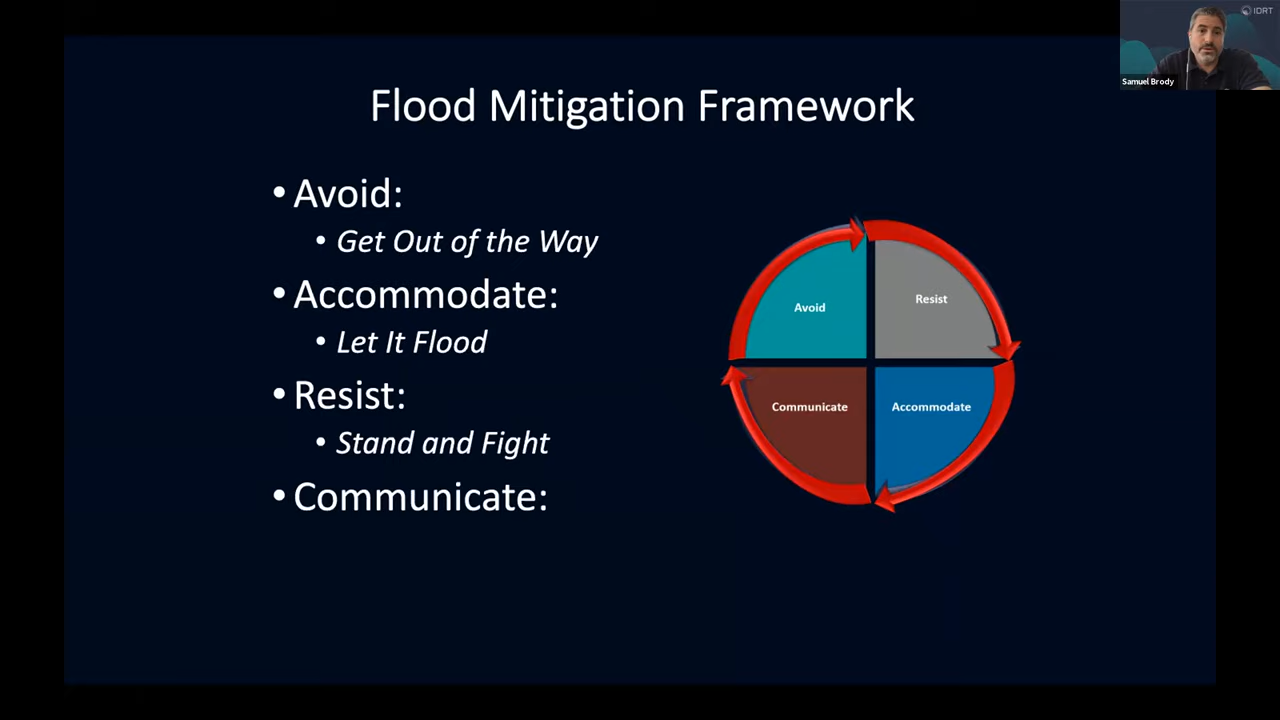 IDRT
Samuel Brody
Flood Mitigation Framework
• Avoid:
• Get Out of the Way
• Accommodate:
• Let It Flood
• Resist:
• Stand and Fight
• Communicate:
Avoid
Resist
Communicate
Accommodate